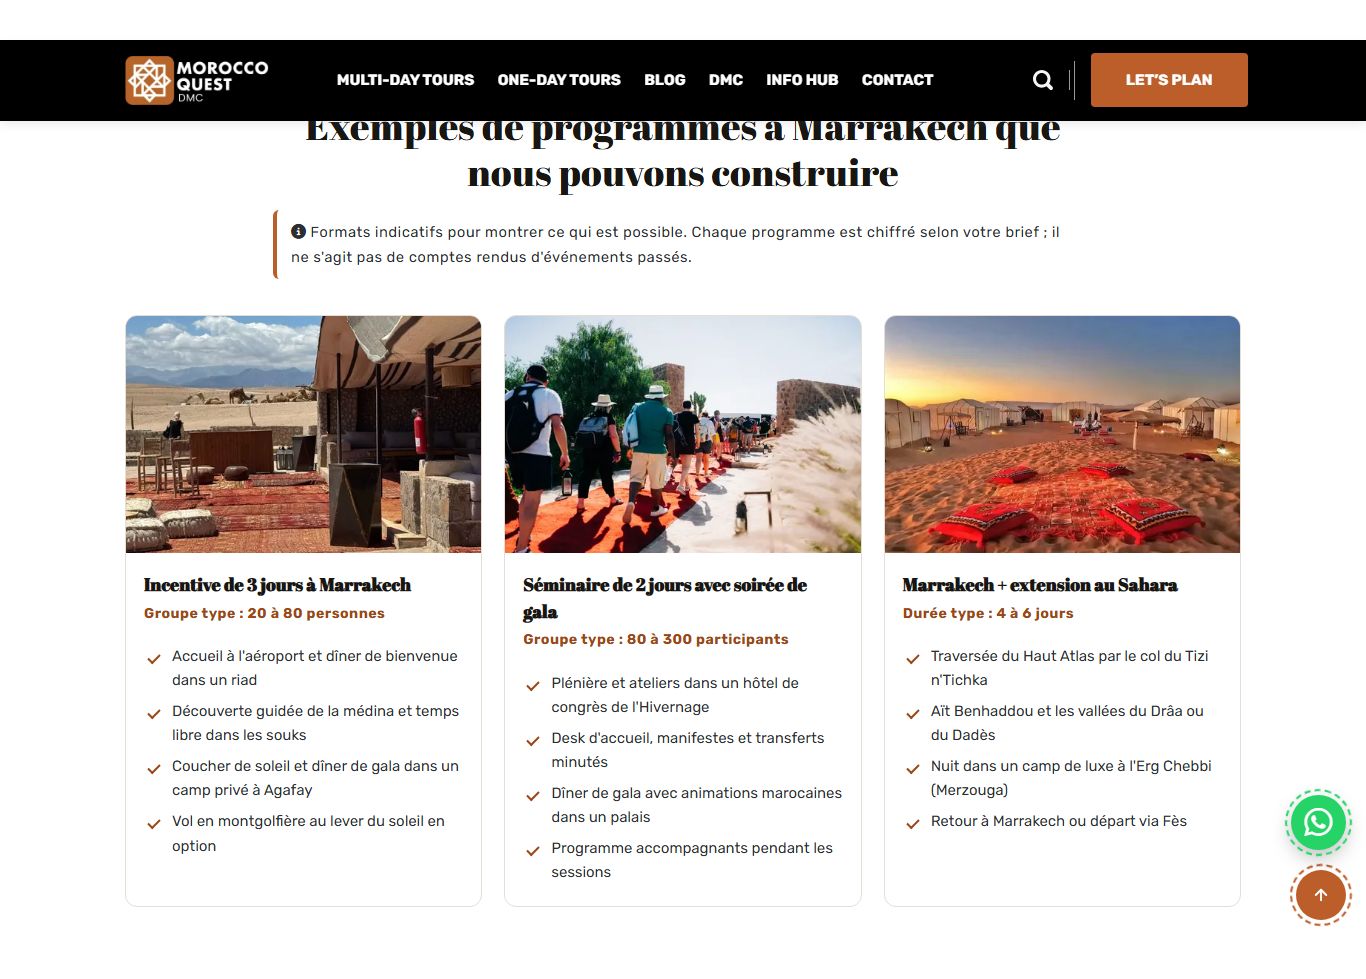 MOROCCO
QUEST
DMC
MULTI-DAY TOURS
ONE-DAY TOURS
BLOG
DMC
INFO HUB
CONTACT
LET'S PLAN
Exemples de programmes à Marrakech que
nous pouvons construire
Formats indicatifs pour montrer ce qui est possible. Chaque programme est chiffré selon votre brief ; il
ne s'agit pas de comptes rendus d'événements passés.
Incentive de 3 jours à Marrakech
Groupe type : 20 à 80 personnes
Accueil à l'aéroport et dîner de bienvenue
dans un riad
Découverte guidée de la médina et temps
libre dans les souks
Coucher de soleil et dîner de gala dans un
camp privé à Agafay
Vol en montgolfière au lever du soleil en
option
Séminaire de 2 jours avec soirée de
gala
Groupe type : 80 à 300 participants
Plénière et ateliers dans un hôtel de
congrès de l'Hivernage
Desk d'accueil, manifestes et transferts
minutés
Dîner de gala avec animations marocaines
dans un palais
Programme accompagnants pendant les
sessions
Marrakech + extension au Sahara
Durée type : 4 à 6 jours
Traversée du Haut Atlas par le col du Tizi
n'Tichka
Aït Benhaddou et les vallées du Drâa ou
du Dadès
Nuit dans un camp de luxe à l'Erg Chebbi
(Merzouga)
Retour à Marrakech ou départ via Fès